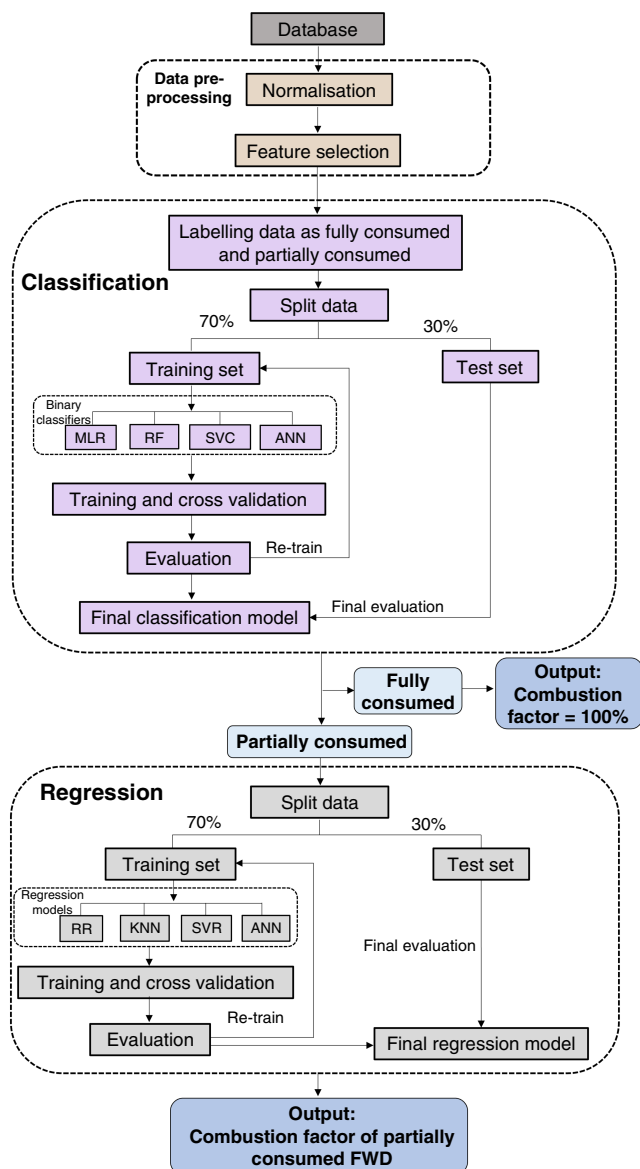 Database
Data pre-
processing
Normalisation
Feature selection
Labelling data as fully consumed
and partially consumed
Classification
Split data
70%
30%
Training set
Test set
Binary
classifiers
MLR
RF
SVC
ANN
Training and cross validation
Evaluation
Re-train
Final classification model
Final evaluation
Fully
consumed
Output:
Combustion
factor = 100%
Partially consumed
Regression
Split data
70%
30%
Training set
Test set
Regression
models
RR
KNN
SVR
ANN
Final evaluation
Training and cross validation
Re-train
Evaluation
Final regression model
Output:
Combustion factor of partially
consumed FWD